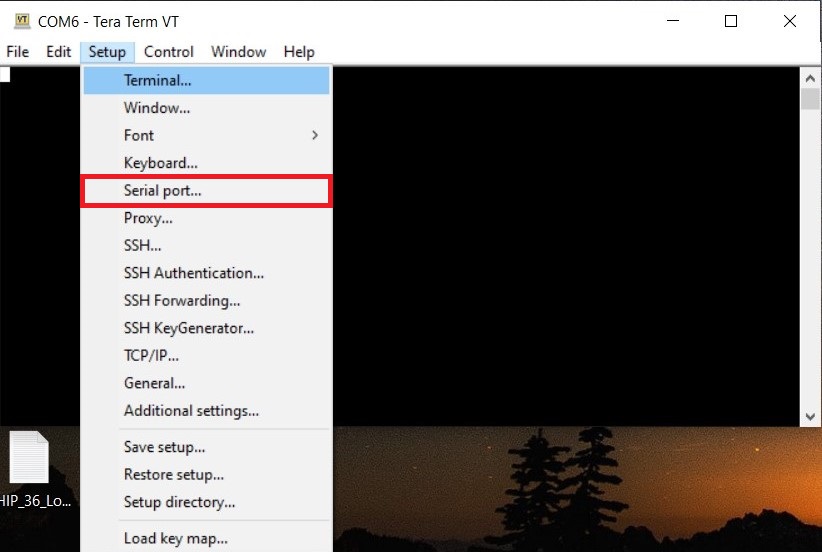 VT COM6 - Tera Term VT
File Edit Setup Control Window Help
Terminal...
Window...
Font
Keyboard...
Serial port...
Proxy...
SSH...
SSH Authentication...
SSH Forwarding...
SSH KeyGenerator...
TCP/IP...
General...
Additional settings...
Save setup...
Restore setup...
Setup directory...
Load key map...
HIP_36_Lo...